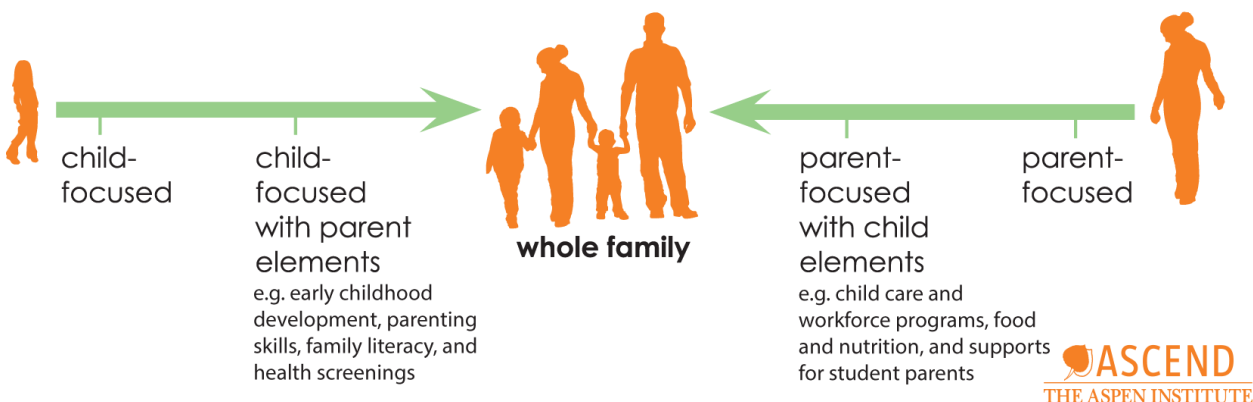 child-
focused
child-
focused
with parent
elements
e.g. early childhood
development, parenting
skills, family literacy, and
health screenings
whole family
parent-
focused
with child
elements
e.g. child care and
workforce programs, food
and nutrition, and supports
for student parents
parent-
focused
ASCEND
THE ASPEN INSTITUTE